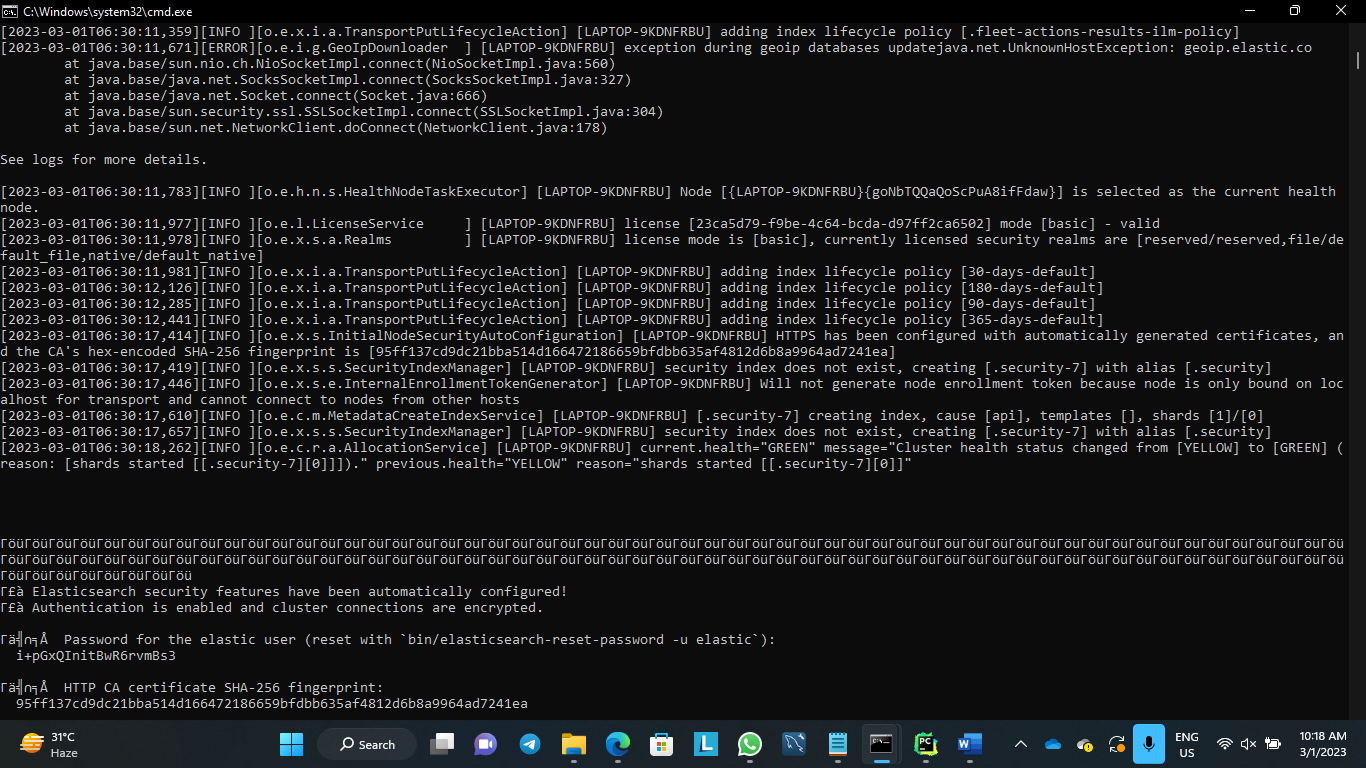 C:\Windows\system32\cmd.exe
[2023-03-01T06:30:11,359][INFO ][o.e.x.i.a.TransportPutLifecycleAction] [LAPTOP-9KDNFRBU] adding index lifecycle policy [.fleet-actions-results-ilm-policy]
[2023-03-01T06:30:11,671][ERROR][o.e.i.g.GeoIpDownloader  ] [LAPTOP-9KDNFRBU] exception during geoip databases updatejava.net.UnknownHostException: geoip.elastic.co
        at java.base/sun.nio.ch.NioSocketImpl.connect(NioSocketImpl.java:560)
        at java.base/java.net.SocksSocketImpl.connect(SocksSocketImpl.java:327)
        at java.base/java.net.Socket.connect(Socket.java:666)
        at java.base/sun.security.ssl.SSLSocketImpl.connect(SSLSocketImpl.java:304)
        at java.base/sun.net.NetworkClient.doConnect(NetworkClient.java:178)
See logs for more details.
[2023-03-01T06:30:11,783][INFO ][o.e.h.n.s.HealthNodeTaskExecutor] [LAPTOP-9KDNFRBU] Node [{LAPTOP-9KDNFRBU}{goNbTQQaQoScPuA8ifFdaw}] is selected as the current health
node.
[2023-03-01T06:30:11,977][INFO ][o.e.l.LicenseService     ] [LAPTOP-9KDNFRBU] license [23ca5d79-f9be-4c64-bcda-d97ff2ca6502] mode [basic] - valid
[2023-03-01T06:30:11,978][INFO ][o.e.x.s.a.Realms         ] [LAPTOP-9KDNFRBU] license mode is [basic], currently licensed security realms are [reserved/reserved,file/de
fault_file,native/default_native]
[2023-03-01T06:30:11,981][INFO ][o.e.x.i.a.TransportPutLifecycleAction] [LAPTOP-9KDNFRBU] adding index lifecycle policy [30-days-default]
[2023-03-01T06:30:12,126][INFO ][o.e.x.i.a.TransportPutLifecycleAction] [LAPTOP-9KDNFRBU] adding index lifecycle policy [180-days-default]
[2023-03-01T06:30:12,285][INFO ][o.e.x.i.a.TransportPutLifecycleAction] [LAPTOP-9KDNFRBU] adding index lifecycle policy [90-days-default]
[2023-03-01T06:30:12,441][INFO ][o.e.x.i.a.TransportPutLifecycleAction] [LAPTOP-9KDNFRBU] adding index lifecycle policy [365-days-default]
[2023-03-01T06:30:17,414][INFO ][o.e.x.s.InitialNodeSecurityAutoConfiguration] [LAPTOP-9KDNFRBU] HTTPS has been configured with automatically generated certificates, an
d the CA's hex-encoded SHA-256 fingerprint is [95ff137cd9dc21bba514d166472186659bfdbb635af4812d6b8a9964ad7241ea]
[2023-03-01T06:30:17,419][INFO ][o.e.x.s.s.SecurityIndexManager] [LAPTOP-9KDNFRBU] security index does not exist, creating [.security-7] with alias [.security]
[2023-03-01T06:30:17,446][INFO ][o.e.x.s.e.InternalEnrollmentTokenGenerator] [LAPTOP-9KDNFRBU] Will not generate node enrollment token because node is only bound on loc
alhost for transport and cannot connect to nodes from other hosts
[2023-03-01T06:30:17,610][INFO ][o.e.c.m.MetadataCreateIndexService] [LAPTOP-9KDNFRBU] [.security-7] creating index, cause [api], templates [], shards [1]/[0]
[2023-03-01T06:30:17,657][INFO ][o.e.x.s.s.SecurityIndexManager] [LAPTOP-9KDNFRBU] security index does not exist, creating [.security-7] with alias [.security]
[2023-03-01T06:30:18,262][INFO ][o.e.c.r.a.AllocationService] [LAPTOP-9KDNFRBU] current.health="GREEN" message="Cluster health status changed from [YELLOW] to [GREEN] (
reason: [shards started [[.security-7][0]]])." previous.health="YELLOW" reason="shards started [[.security-7][0]]"
ΓöüΓöüΓöüΓöüΓöüΓöüΓöüΓöüΓöüΓöüΓöüΓöüΓöüΓöüΓöüΓöüΓöüΓöüΓöüΓöüΓöüΓöüΓöüΓöüΓöüΓöüΓöüΓöüΓöüΓöüΓöüΓöüΓöüΓöüΓöüΓöüΓöüΓöüΓöüΓöüΓöüΓöüΓöüΓöüΓöüΓöüΓöüΓöüΓöüΓöüΓöüΓöüΓöüΓöüΓöüΓöü
ΓöüΓöüΓöüΓöüΓöüΓöüΓöüΓöüΓöüΓöüΓöüΓöüΓöüΓöüΓöüΓöüΓöüΓöüΓöüΓöüΓöüΓöüΓöüΓöüΓöüΓöüΓöüΓöüΓöüΓöüΓöüΓöüΓöüΓöüΓöüΓöüΓöüΓöüΓöüΓöüΓöüΓöüΓöüΓöüΓöüΓöüΓöüΓöüΓöüΓöüΓöüΓöüΓöüΓöüΓöüΓöü
ΓöüΓöüΓöüΓöüΓöüΓöüΓöüΓöü
Γ£à Elasticsearch security features have been automatically configured!
Γ£à Authentication is enabled and cluster connections are encrypted.
Γä╣∩╕Å  Password for the elastic user (reset with `bin/elasticsearch-reset-password -u elastic`):
  i+pGxQInitBwR6rvmBs3
Γä╣∩╕Å  HTTP CA certificate SHA-256 fingerprint:
  95ff137cd9dc21bba514d166472186659bfdbb635af4812d6b8a9964ad7241ea
31°C
Haze
Search
ENG
US
10:18 AM
3/1/2023